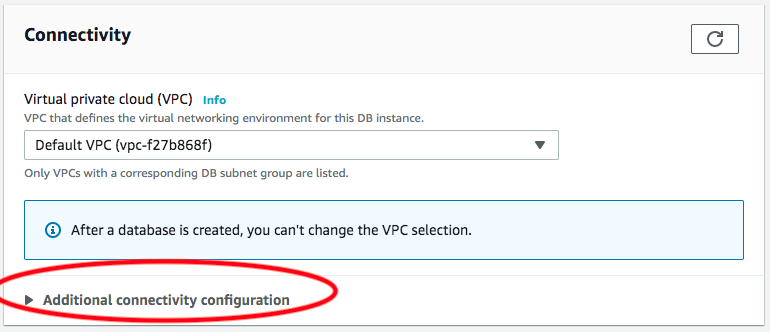 Connectivity
Virtual private cloud (VPC) Info
VPC that defines the virtual networking environment for this DB instance.
Default VPC (vpc-f27b868f)
Only VPCs with a corresponding DB subnet group are listed.
After a database is created, you can't change the VPC selection.
Additional connectivity configuration